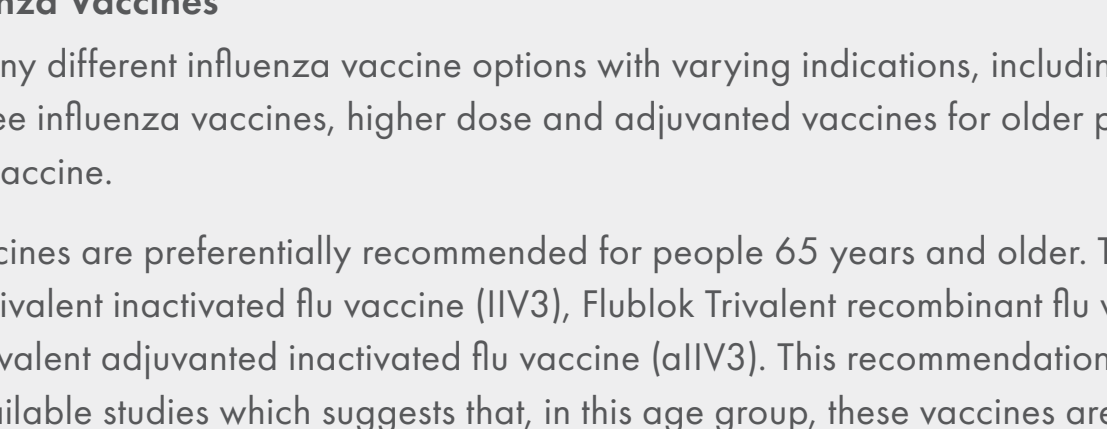 nza Vaccines
ny different influenza vaccine options with varying indications, includin
ee influenza vaccines, higher dose and adjuvanted vaccines for older p
accine.
cines are preferentially recommended for people 65 years and older. T
ivalent inactivated flu vaccine (IIV3), Flublok Trivalent recombinant flu v
valent adjuvanted inactivated flu vaccine (aIIV3). This recommendation
ailable studies which suggests that, in this age group, these vaccines are